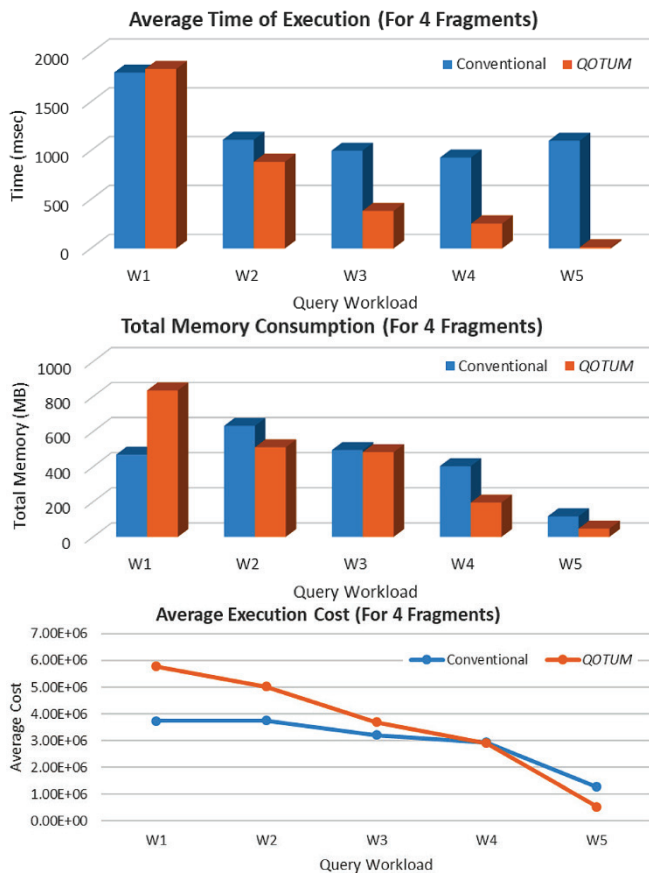 Average Time of Execution (For 4 Fragments)
Conventional QOTUM
2000
1500
1000
500
0
Time (msec)
W1 W2 W3 W4 W5
Query Workload
Total Memory Consumption (For 4 Fragments)
Conventional QOTUM
1000
800
600
400
200
0
Total Memory (MB)
W1 W2 W3 W4 W5
Query Workload
Average Execution Cost (For 4 Fragments)
7.00E+06
Conventional QOTUM
6.00E+06
5.00E+06
4.00E+06
3.00E+06
2.00E+06
1.00E+06
0.00E+00
Average Cost
W1 W2 W3 W4 W5
Query Workload